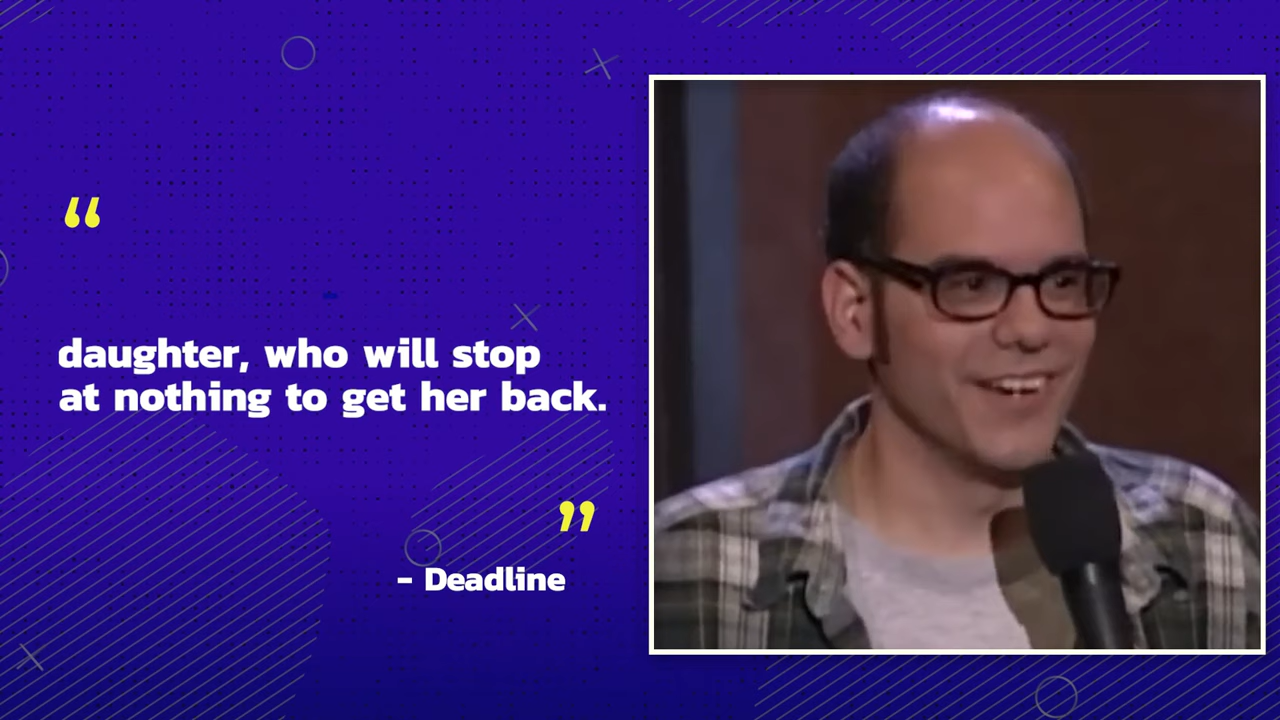 “
daughter, who will stop
at nothing to get her back.
”
- Deadline